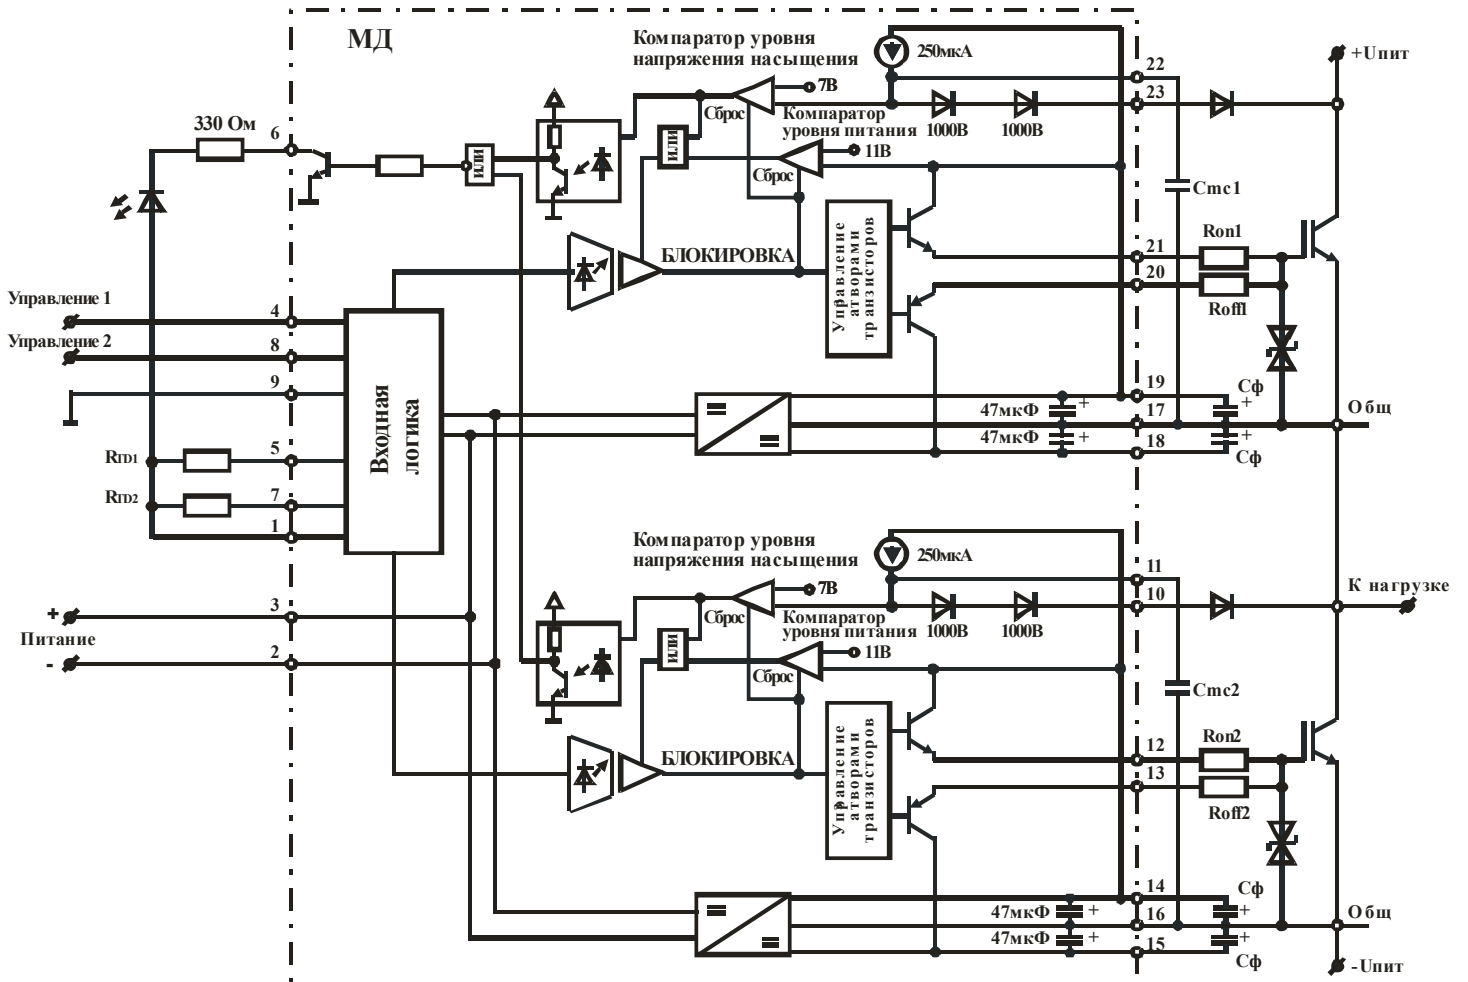 МД
Компаратор уровня
напряжения насыщения
250мкА
7В
Сброс
Компаратор
уровня питания
11В
Сброс
1000В
1000В
22
23
+Uпит
330 Ом
6
ИЛИ
ИЛИ
БЛОКИРОВКА
Управление
атворами
транзисторов
Cmc1
21
Ron1
20
Roff1
Управление 1
4
Управление 2
8
9
Входная
логика
RTD1
5
RTD2
7
1
47мкФ
+
47мкФ
+
19
17
18
Сф
+
+
Сф
Общ
+
Питание
-
3
2
Компаратор уровня
напряжения насыщения
250мкА
7В
Сброс
Компаратор
уровня питания
11В
Сброс
1000В
1000В
11
10
К нагрузке
ИЛИ
БЛОКИРОВКА
Управление
атворами
транзисторов
Cmc2
12
Ron2
13
Roff2
47мкФ
+
47мкФ
+
14
16
15
Сф
+
+
Сф
Общ
-Uпит